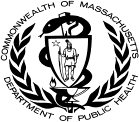 COMMONWEALTH OF MASSACHUSETTS
DEPARTMENT OF PUBLIC HEALTH